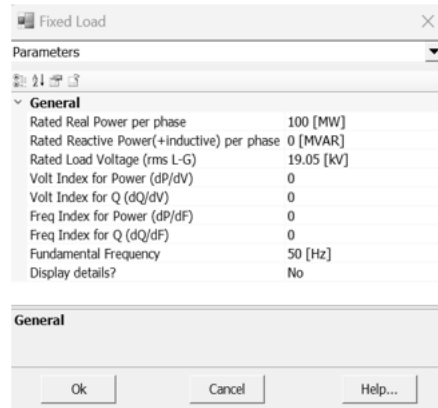 Fixed Load
Parameters
General
Rated Real Power per phase 100 [MW]
Rated Reactive Power(+inductive) per phase 0 [MVAR]
Rated Load Voltage (rms L-G) 19.05 [kV]
Volt Index for Power (dP/dV) 0
Volt Index for Q (dQ/dV) 0
Freq Index for Power (dP/dF) 0
Freq Index for Q (dQ/dF) 0
Fundamental Frequency 50 [Hz]
Display details? No
General
Ok Cancel Help...